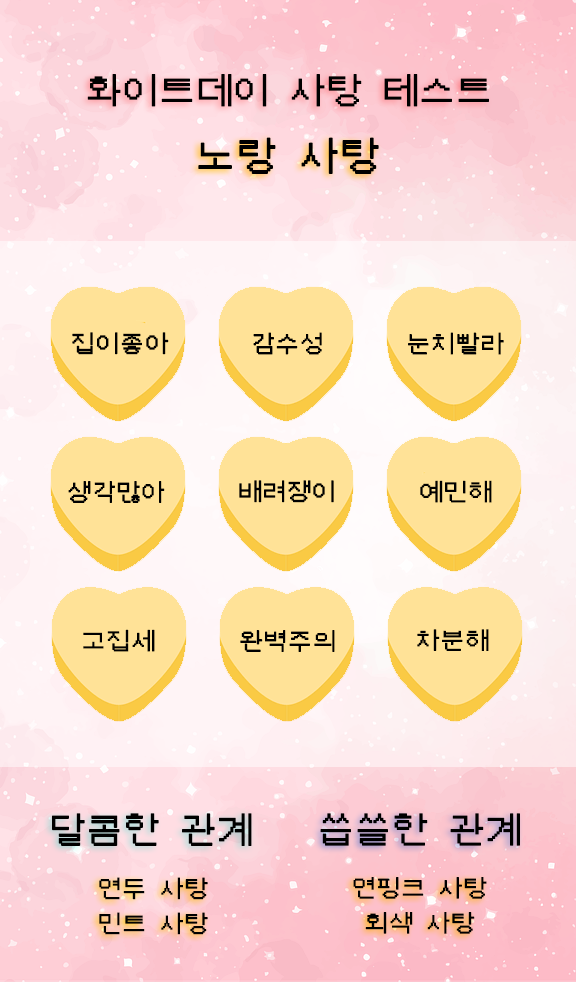 화이트데이 사탕 테스트
노랑 사탕
집이좋아 감수성 눈치빨라
생각많아 배려쟁이 예민해
고집세 완벽주의 차분해
달콤한 관계 씁쓸한 관계
연두 사탕 연핑크 사탕
민트 사탕 회색 사탕